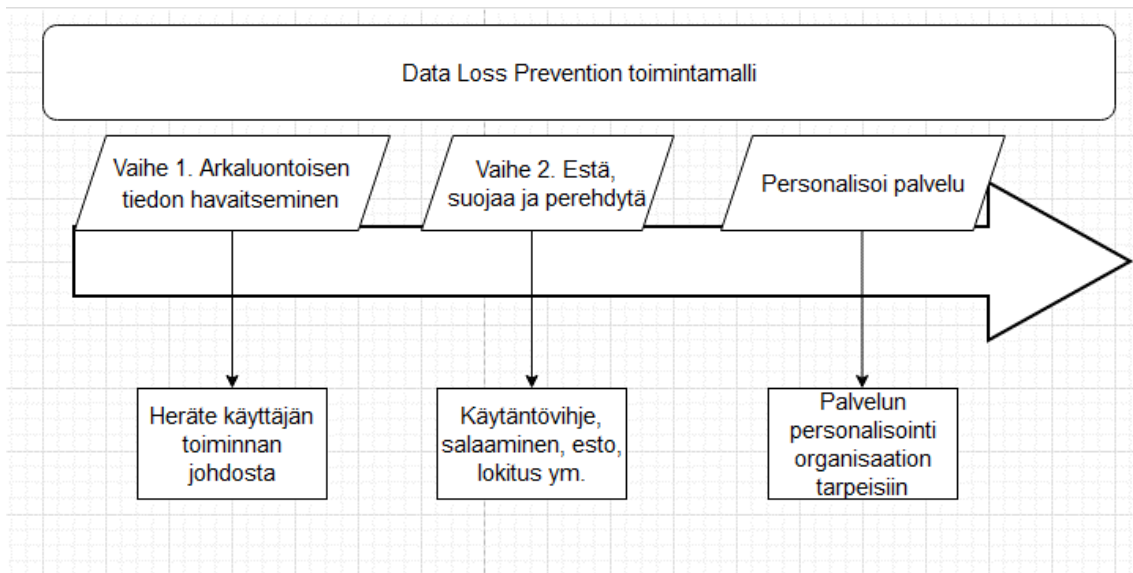 Data Loss Prevention toimintamalli
Vaihe 1. Arkaluontoisen
tiedon havaitseminen
Vaihe 2. Estä,
suojaa ja perehdytä
Personalisoi palvelu
Heräte käyttäjän
toiminnan
johdosta
Käytäntövihje,
salaaminen, esto,
lokitus ym.
Palvelun
personalisointi
organisaation
tarpeisiin